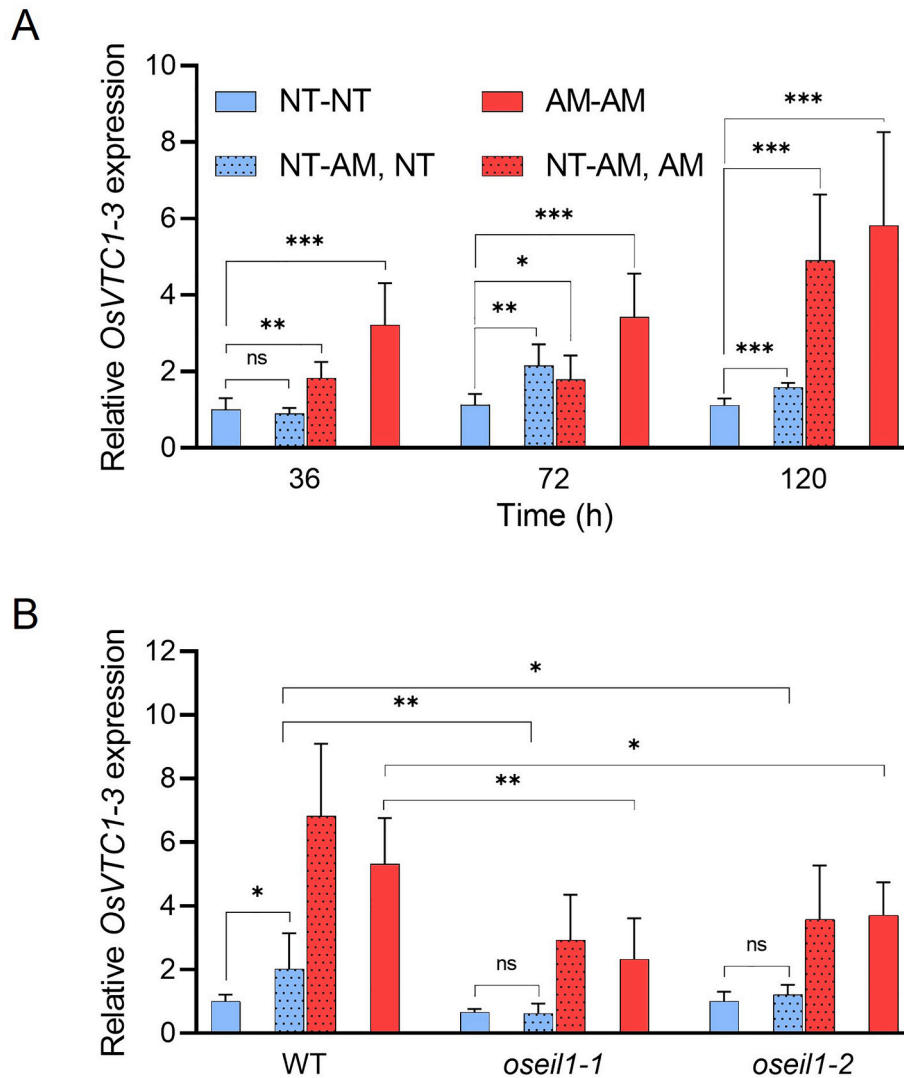 A
Relative OsVTC1-3 expression
10
8
6
4
2
0
NT-NT
AM-AM
NT-AM, NT
NT-AM, AM
ns
**
***
**
*
***
***
***
***
36
72
120
Time (h)
B
Relative OsVTC1-3 expression
12
10
8
6
4
2
0
*
**
*
**
*
ns
ns
WT
oseil1-1
oseil1-2